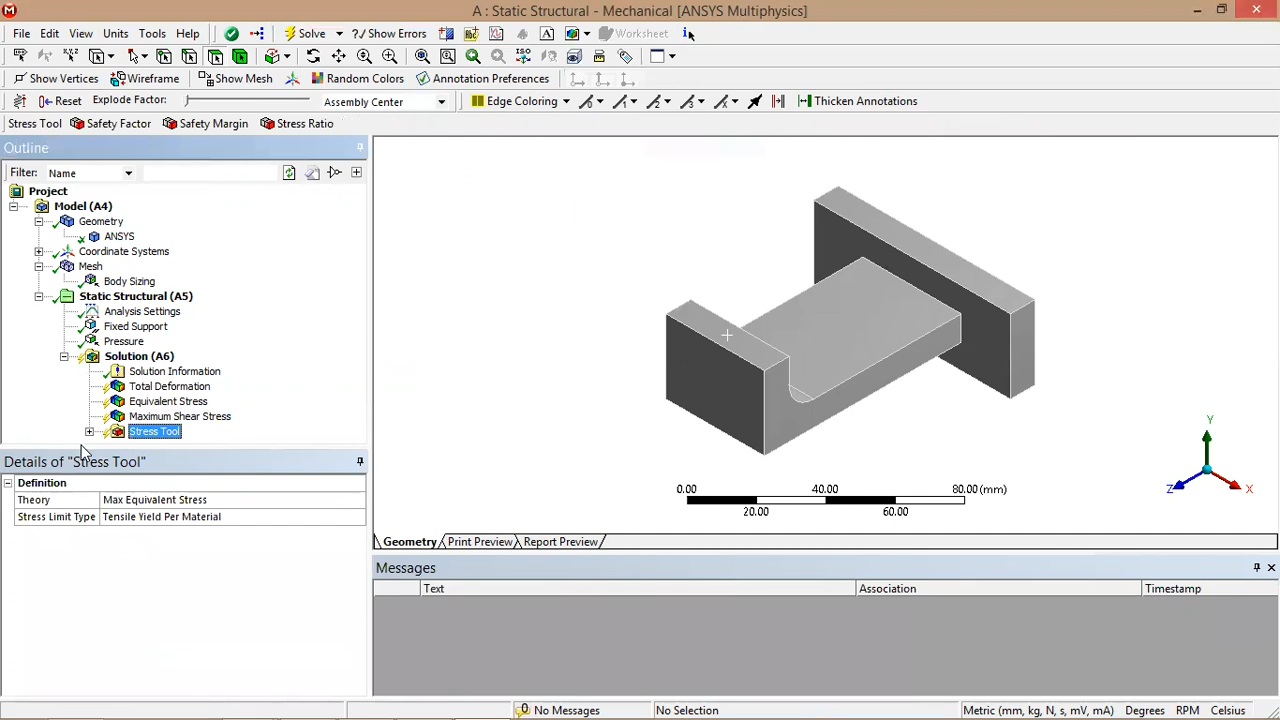 A : Static Structural - Mechanical [ANSYS Multiphysics]
File Edit View Units Tools Help Solve Show Errors Worksheet
Show Vertices Wireframe Show Mesh Random Colors Annotation Preferences
Reset Explode Factor: Assembly Center Edge Coloring Thicken Annotations
Stress Tool Safety Factor Safety Margin Stress Ratio
Outline
Filter: Name
Project
Model (A4)
Geometry
ANSYS
Coordinate Systems
Mesh
Body Sizing
Static Structural (A5)
Analysis Settings
Fixed Support
Pressure
Solution (A6)
Solution Information
Total Deformation
Equivalent Stress
Maximum Shear Stress
Stress Tool
Details of "Stress Tool"
Definition
Theory Max Equivalent Stress
Stress Limit Type Tensile Yield Per Material
Y
Z X
0.00 40.00 80.00 (mm)
20.00 60.00
Geometry Print Preview Report Preview
Messages
Text Association Timestamp
No Messages No Selection Metric (mm, kg, N, s, mV, mA) Degrees RPM Celsius